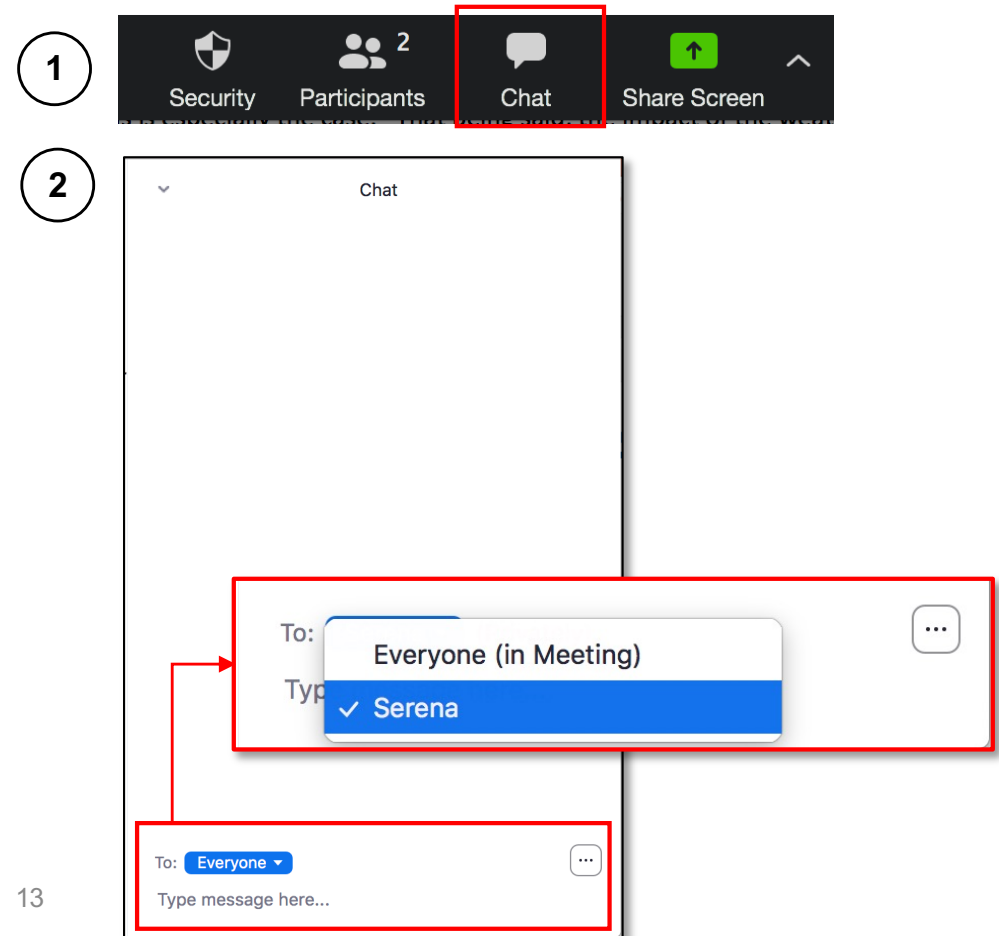 1
2
Security Participants Chat Share Screen
2
Chat
To:
Everyone (in Meeting)
Typ
✓ Serena
To: Everyone
Type message here...
13